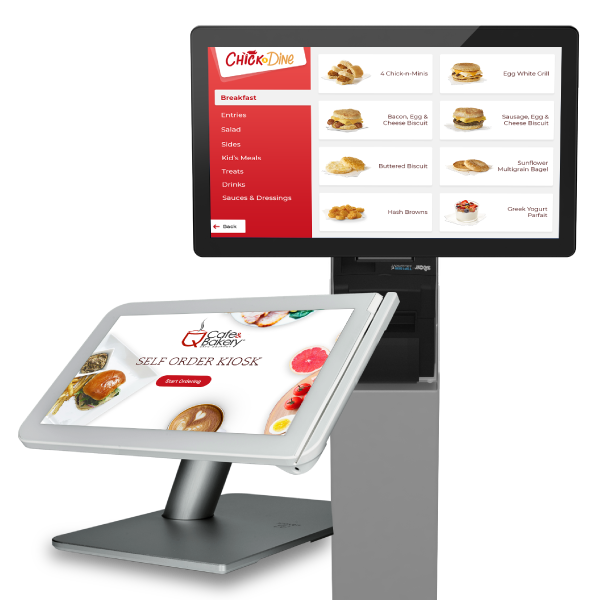 Chick n Dine
Breakfast
Entries
Salad
Sides
Kid's Meals
Treats
Drinks
Sauces & Dressings
Back
4 Chick-n-Minis
Egg White Grill
Bacon, Egg &
Cheese Biscuit
Sausage, Egg &
Cheese Biscuit
Buttered Biscuit
Sunflower
Multigrain Bagel
Hash Browns
Greek Yogurt
Parfait
Cafe &
Bakery
SELF ORDER KIOSK
Start Ordering